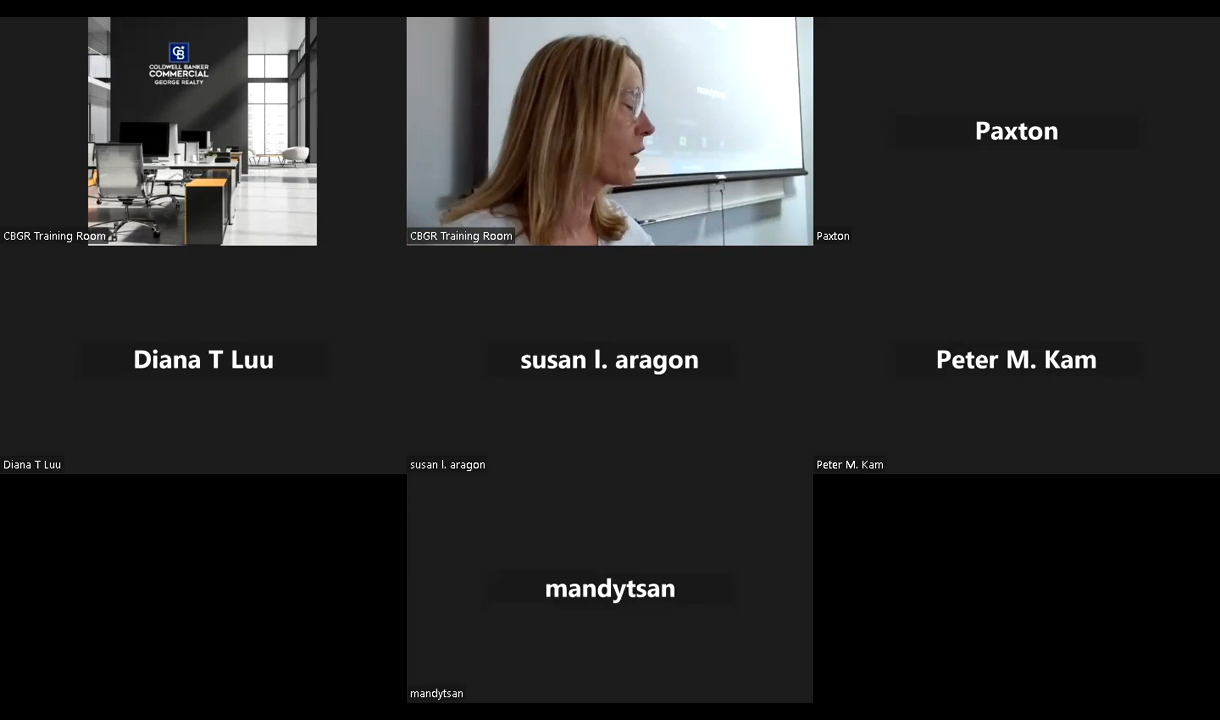 CB
COLDWELL BANKER
COMMERCIAL
GEORGE REALTY
CBGR Training Room
CBGR Training Room
Paxton
Paxton
Diana T Luu
Diana T Luu
susan l. aragon
susan l. aragon
Peter M. Kam
Peter M. Kam
mandytsan
mandytsan